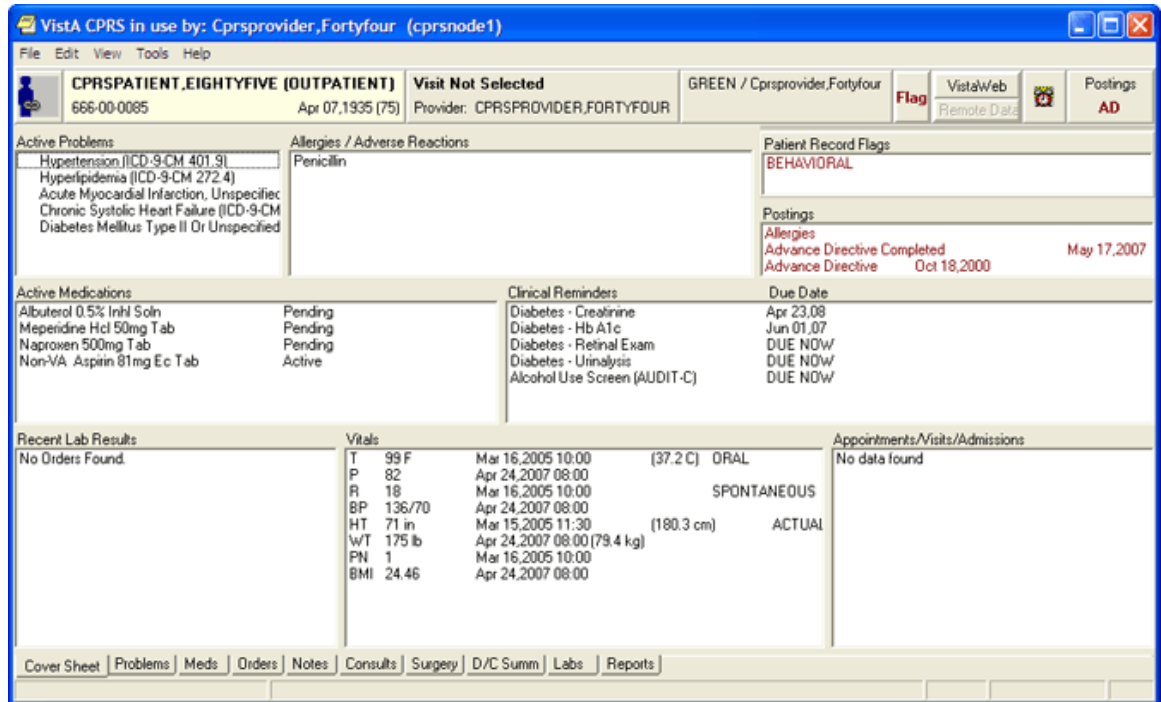 VistA CPRS in use by: Cprsprovider,Fortyfour (cprsnode1)
File Edit View Tools Help
CPRSPATIENT,EIGHTYFIVE (OUTPATIENT)
666-00-0085 Apr 07,1935 (75)
Visit Not Selected
Provider: CPRSPROVIDER,FORTYFOUR
GREEN / Cprsprovider,Fortyfour
Flag
VistaWeb
Remote Data
Postings
AD
Active Problems
Hypertension (ICD-9-CM 401.9)
Hyperlipidemia (ICD-9-CM 272.4)
Acute Myocardial Infarction, Unspecified
Chronic Systolic Heart Failure (ICD-9-CM
Diabetes Mellitus Type II Or Unspecified
Allergies / Adverse Reactions
Penicillin
Patient Record Flags
BEHAVIORAL
Postings
Allergies
Advance Directive Completed May 17,2007
Advance Directive Oct 18,2000
Active Medications
Albuterol 0.5% Inhl Soln Pending
Meperidine Hcl 50mg Tab Pending
Naproxen 500mg Tab Pending
Non-VA Aspirin 81mg Ec Tab Active
Clinical Reminders Due Date
Diabetes - Creatinine Apr 23,08
Diabetes - Hb A1c Jun 01,07
Diabetes - Retinal Exam DUE NOW
Diabetes - Urinalysis DUE NOW
Alcohol Use Screen (AUDIT-C) DUE NOW
Recent Lab Results
No Orders Found.
Vitals
T 99 F Mar 16,2005 10:00 (37.2 C) ORAL
P 82 Apr 24,2007 08:00
R 18 Mar 16,2005 10:00 SPONTANEOUS
BP 136/70 Apr 24,2007 08:00
HT 71 in Mar 15,2005 11:30 (180.3 cm) ACTUAL
WT 175 lb Apr 24,2007 08:00 (79.4 kg)
PN 1 Mar 16,2005 10:00
BMI 24.46 Apr 24,2007 08:00
Appointments/Visits/Admissions
No data found
Cover Sheet Problems Meds Orders Notes Consults Surgery D/C Summ Labs Reports